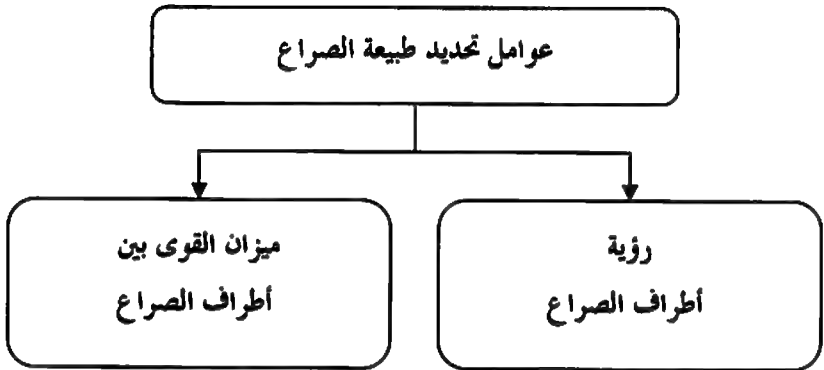 عوامل تحديد طبيعة الصراع
رؤية
أطراف الصراع
ميزان القوى بين
أطراف الصراع